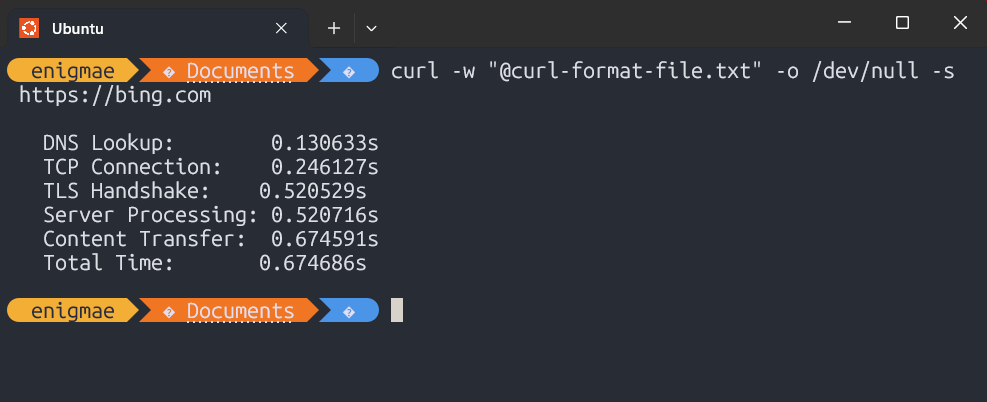 Ubuntu
enigmae � Documents � curl -w "@curl-format-file.txt" -o /dev/null -s
https://bing.com
DNS Lookup: 0.130633s
TCP Connection: 0.246127s
TLS Handshake: 0.520529s
Server Processing: 0.520716s
Content Transfer: 0.674591s
Total Time: 0.674686s
enigmae � Documents �